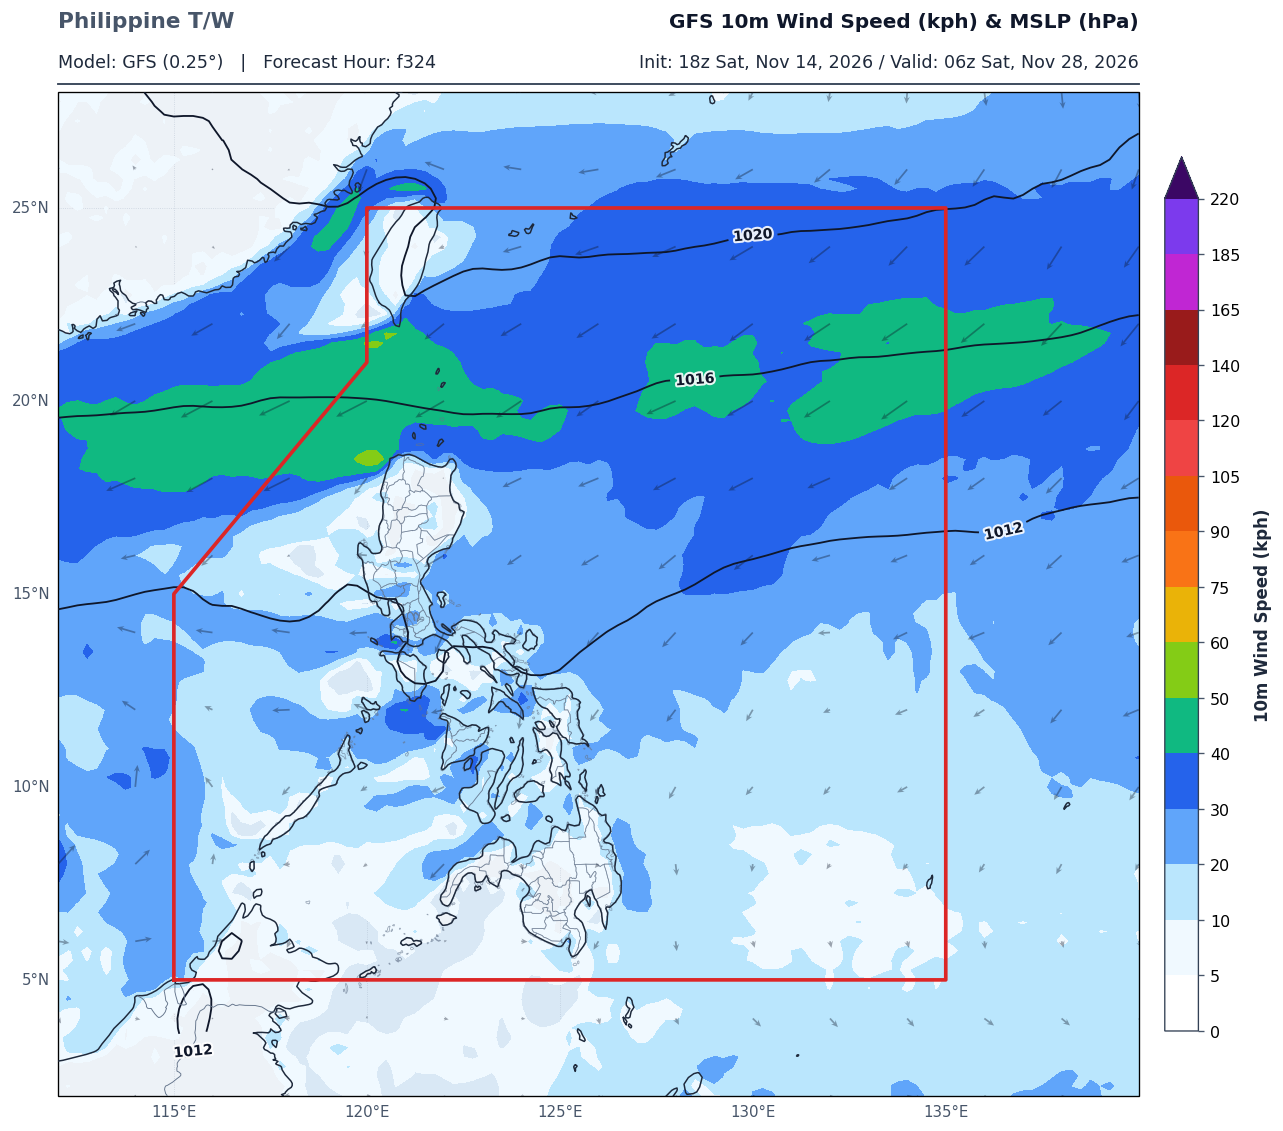 Philippine T/W
GFS 10m Wind Speed (kph) & MSLP (hPa)
Model: GFS (0.25°) | Forecast Hour: f324
Init: 18z Sat, Nov 14, 2026 / Valid: 06z Sat, Nov 28, 2026
25°N
20°N
15°N
10°N
5°N
115°E
120°E
125°E
130°E
135°E
1020
1016
1012
1012
220
185
165
140
120
105
90
75
60
50
40
30
20
10
5
0
10m Wind Speed (kph)